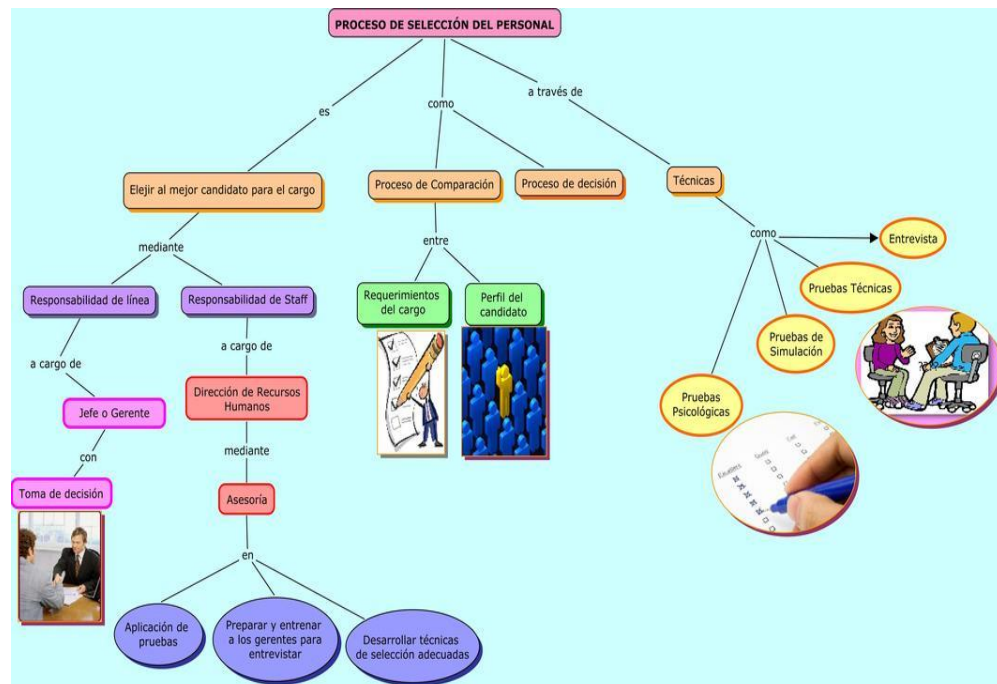 PROCESO DE SELECCIÓN DEL PERSONAL
es
como
a través de
Elejir al mejor candidato para el cargo
Proceso de Comparación
Proceso de decisión
Técnicas
mediante
entre
como
Entrevista
Responsabilidad de línea
Responsabilidad de Staff
Requerimientos
del cargo
Perfil del
candidato
Pruebas Técnicas
Pruebas de
Simulación
a cargo de
a cargo de
Dirección de Recursos
Humanos
Pruebas
Psicológicas
Jefe o Gerente
con
mediante
Toma de decisión
Asesoría
en
Aplicación de
pruebas
Preparar y entrenar
a los gerentes para
entrevistar
Desarrollar técnicas
de selección adecuadas